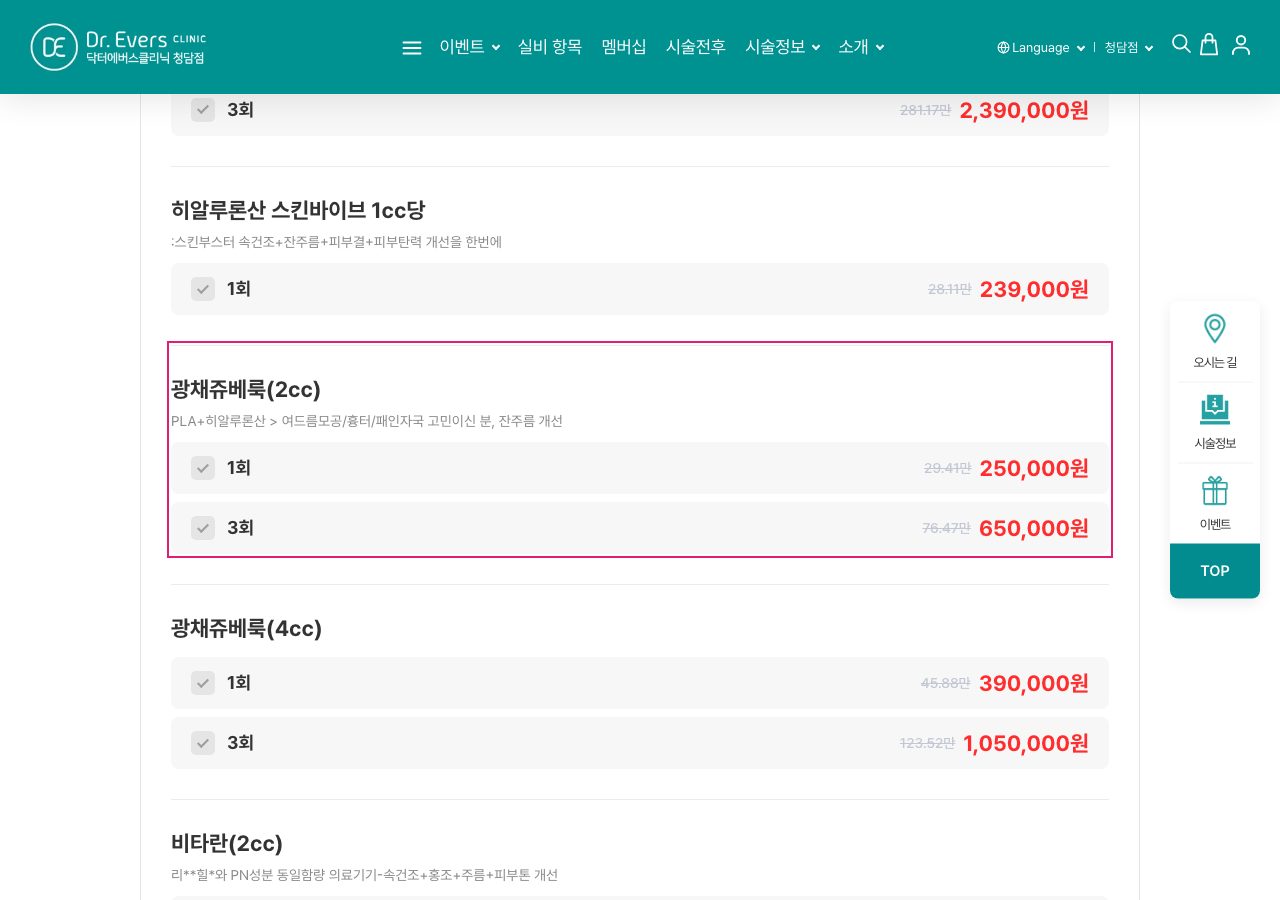 Dr. Evers CLINIC
닥터에버스클리닉 청담점
이벤트
실비 항목
멤버십
시술전후
시술정보
소개
Language
청담점
3회
281.17만 2,390,000원
히알루론산 스킨바이브 1cc당
:스킨부스터 속건조+잔주름+피부결+피부탄력 개선을 한번에
1회
28.11만 239,000원
광채쥬베룩(2cc)
PLA+히알루론산 > 여드름모공/흉터/패인자국 고민이신 분, 잔주름 개선
1회
29.41만 250,000원
3회
76.47만 650,000원
광채쥬베룩(4cc)
1회
45.88만 390,000원
3회
123.52만 1,050,000원
비타란(2cc)
리**힐*와 PN성분 동일함량 의료기기-속건조+홍조+주름+피부톤 개선
오시는 길
시술정보
이벤트
TOP